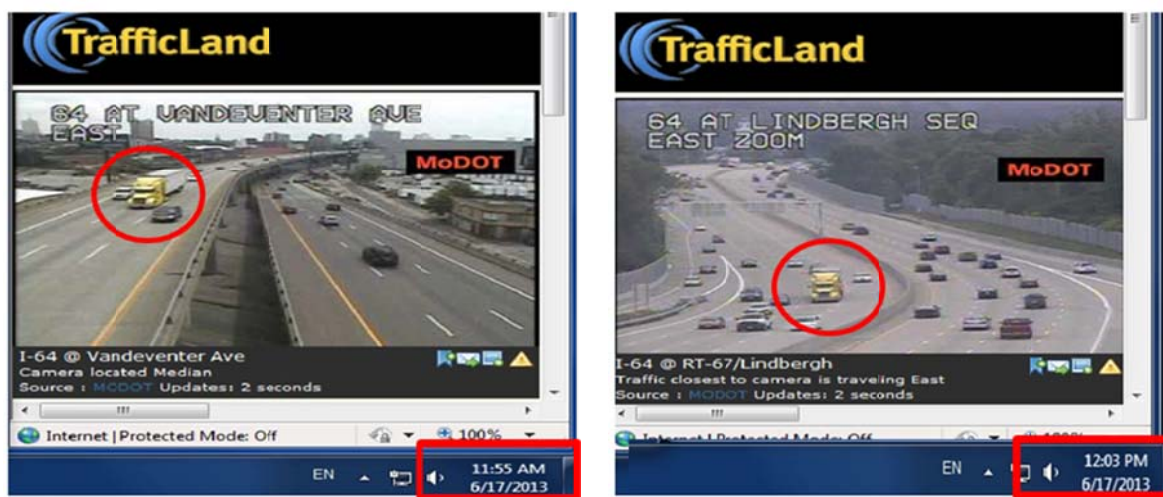 TrafficLand
64 AT VANDEVENTER AVE
EAST
MoDOT
I-64 @ Vandeventer Ave
Camera located Median
Source : MODOT Updates: 2 seconds
Internet | Protected Mode: Off
100%
EN
11:55 AM
6/17/2013
TrafficLand
64 AT LINDBERGH SEQ
EAST ZOOM
MoDOT
I-64 @ RT-67/Lindbergh
Traffic closest to camera is traveling East
Source : MODOT Updates: 2 seconds
EN
12:03 PM
6/17/2013